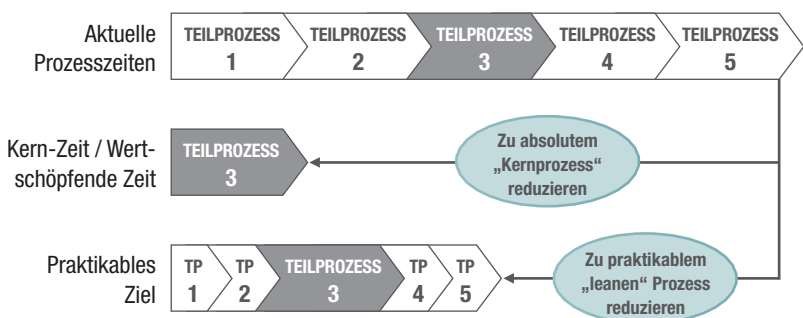 Aktuelle
Prozesszeiten
TEILPROZESS
1
TEILPROZESS
2
TEILPROZESS
3
TEILPROZESS
4
TEILPROZESS
5
Kern-Zeit / Wert-
schöpfende Zeit
TEILPROZESS
3
Zu absolutem
„Kernprozess“
reduzieren
Praktikables
Ziel
TP
1
TP
2
TEILPROZESS
3
TP
4
TP
5
Zu praktikablem
„leanen“ Prozess
reduzieren